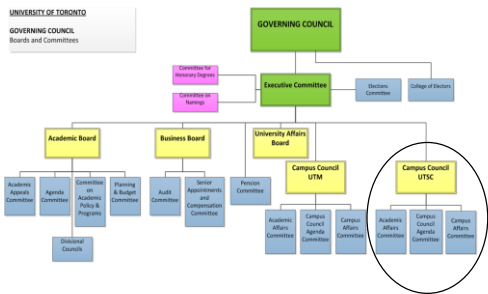 UNIVERSITY OF TORONTO
GOVERNING COUNCIL
Boards and Committees
GOVERNING COUNCIL
Committee for
Honorary Degrees
Committee on
Namings
Executive Committee
Elections
Committee
College of Electors
Academic Board
Business Board
University Affairs
Board
Campus Council
UTM
Campus Council
UTSC
Academic
Appeals
Committee
Agenda
Committee
Committee
on
Academic
Policy &
Programs
Planning
& Budget
Committee
Divisional
Councils
Audit
Committee
Senior
Appointments
and
Compensation
Committee
Pension
Committee
Academic
Affairs
Committee
Campus
Council
Agenda
Committee
Campus
Affairs
Committee
Academic
Affairs
Committee
Campus
Council
Agenda
Committee
Campus
Affairs
Committee